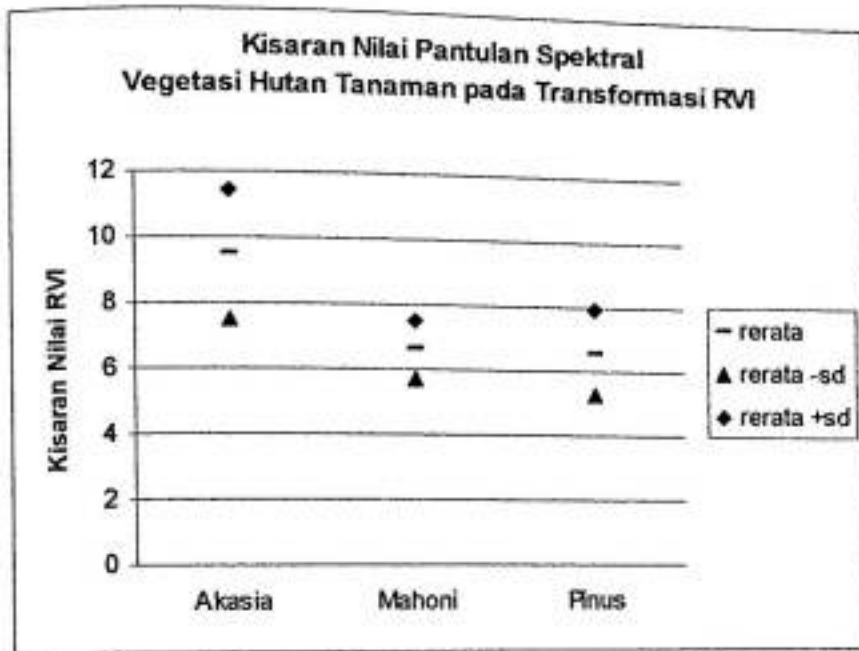 Kisaran Nilai Pantulan Spektral
Vegetasi Hutan Tanaman pada Transformasi RVI
Kisaran Nilai RVI
12
10
8
6
4
2
0
Akasia Mahoni Pinus
rerata
rerata -sd
rerata +sd